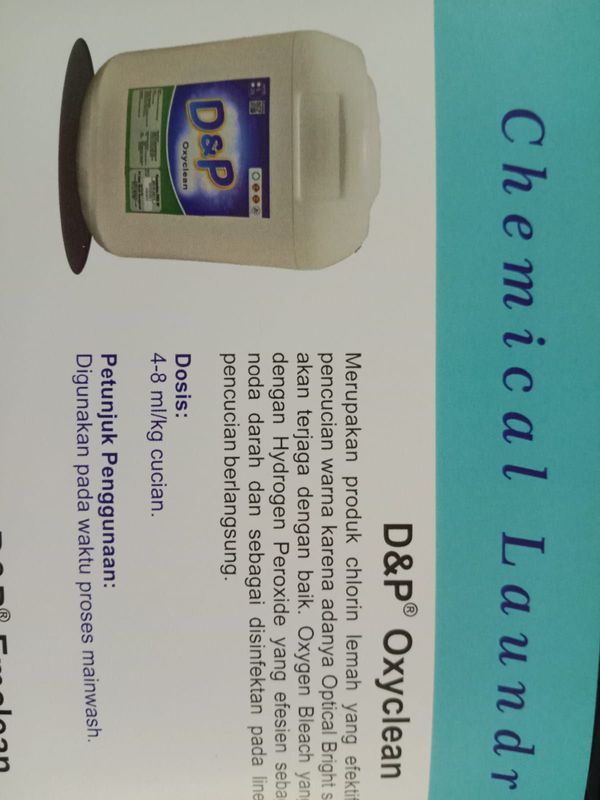 Chemical Laundr
D&P
Oxyclean
D&P® Oxyclean
Merupakan produk chlorin lemah yang efektif
pencucian warna karena adanya Optical Bright s
akan terjaga dengan baik. Oxygen Bleach yang
dengan Hydrogen Peroxide yang efesien seba
noda darah dan sebagai disinfektan pada line
pencucian berlangsung.
Dosis:
4-8 ml/kg cucian.
Petunjuk Penggunaan:
Digunakan pada waktu proses mainwash.